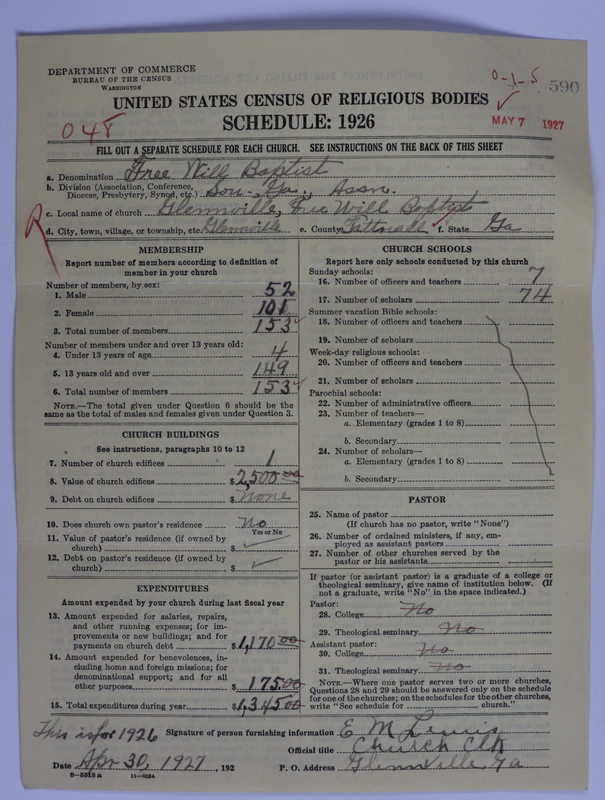 DEPARTMENT OF COMMERCE
BUREAU OF THE CENSUS
WASHINGTON
0-1-5
590
UNITED STATES CENSUS OF RELIGIOUS BODIES
SCHEDULE: 1926
MAY 7 1927
048
FILL OUT A SEPARATE SCHEDULE FOR EACH CHURCH. SEE INSTRUCTIONS ON THE BACK OF THIS SHEET
a. Denomination Free Will Baptist
b. Division (Association, Conference, Diocese, Presbytery, Synod, etc.) Sou. Ga., Assn.
c. Local name of church Glennville, Free Will Baptist
d. City, town, village, or township, etc. Glennville e. County Tattnall f. State Ga
R
MEMBERSHIP
Report number of members according to definition of
member in your church
Number of members, by sex:
1. Male 52
2. Female 101
3. Total number of members 153
Number of members under and over 13 years old:
4. Under 13 years of age 4
5. 13 years old and over 149
6. Total number of members 153
NOTE.—The total given under Question 6 should be the
same as the total of males and females given under Question 3.
CHURCH BUILDINGS
See instructions, paragraphs 10 to 12
7. Number of church edifices 1
8. Value of church edifices $2,500 00
9. Debt on church edifices $None
10. Does church own pastor's residence No
Yes or No
11. Value of pastor's residence (if owned by
church) $
12. Debt on pastor's residence (if owned by
church) $
EXPENDITURES
Amount expended by your church during last fiscal year
13. Amount expended for salaries, repairs,
and other running expenses; for im-
provements or new buildings; and for
payments on church debt $1,170 00
14. Amount expended for benevolences, in-
cluding home and foreign missions; for
denominational support; and for all
other purposes $175.00
15. Total expenditures during year $1,345 00
CHURCH SCHOOLS
Report here only schools conducted by this church
Sunday schools:
16. Number of officers and teachers 7
17. Number of scholars 74
Summer vacation Bible schools:
18. Number of officers and teachers
19. Number of scholars
Week-day religious schools:
20. Number of officers and teachers
21. Number of scholars
Parochial schools:
22. Number of administrative officers
23. Number of teachers—
a. Elementary (grades 1 to 8)
b. Secondary
24. Number of scholars—
a. Elementary (grades 1 to 8)
b. Secondary
PASTOR
25. Name of pastor
(If church has no pastor, write "None")
26. Number of ordained ministers, if any, em-
ployed as assistant pastors
27. Number of other churches served by the
pastor or his assistants
If pastor (or assistant pastor) is a graduate of a college or
theological seminary, give name of institution below. (If
not a graduate, write "No" in the space indicated.)
Pastor:
28. College No
29. Theological seminary No
Assistant pastor:
30. College No
31. Theological seminary No
NOTE.—Where one pastor serves two or more churches,
Questions 28 and 29 should be answered only on the schedule
for one of the churches; on the schedules for the other churches,
write "See schedule for church."
This is for 1926 Signature of person furnishing information E M Lewis
Official title Church Clk
Date Apr 30, 1927, 192 P. O. Address Glennville, Ga
8—5518a 11—9034